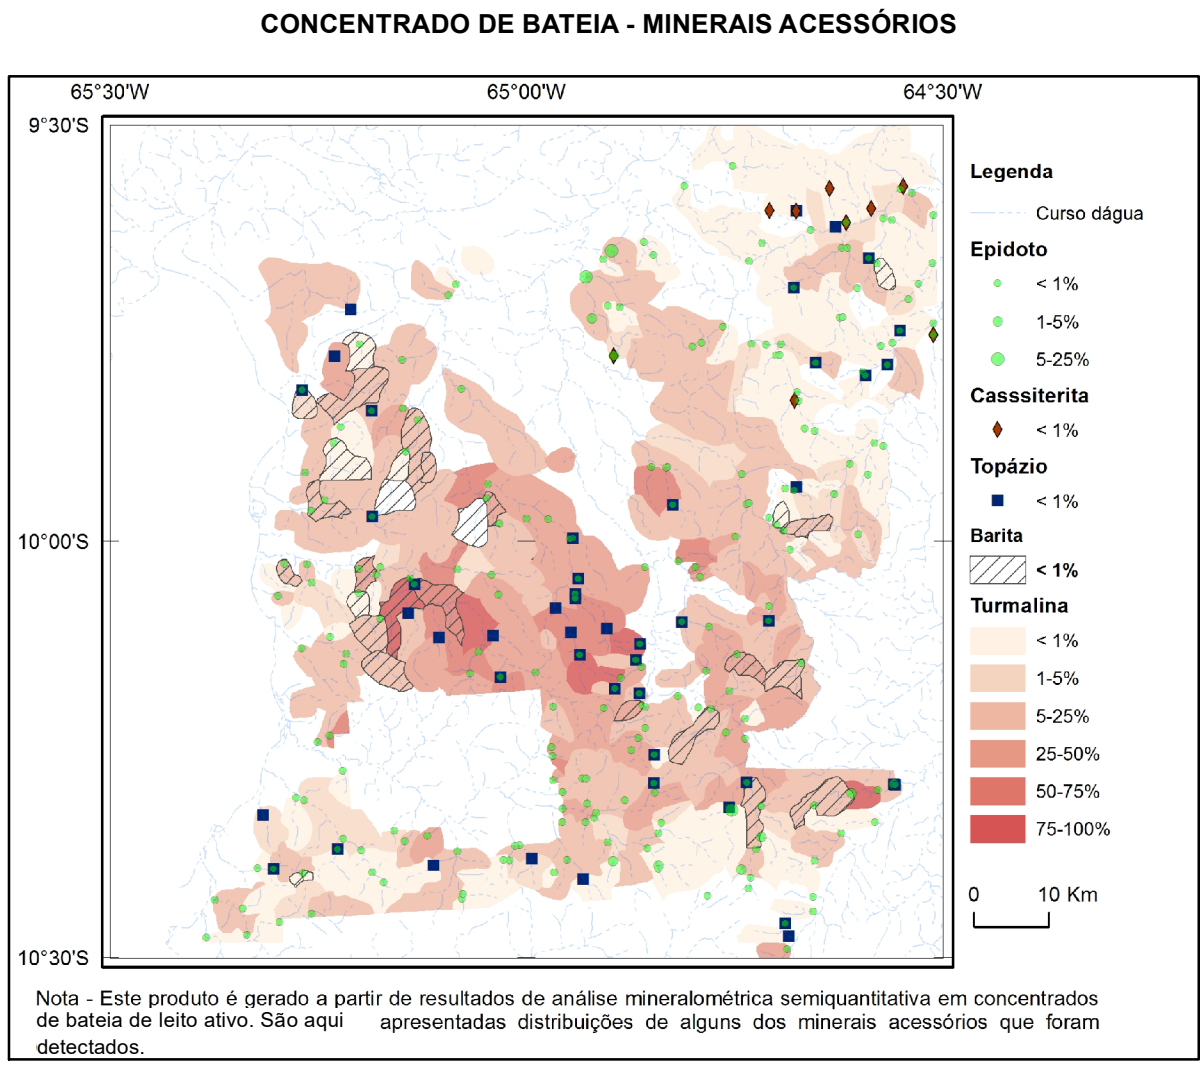 CONCENTRADO DE BATEIA - MINERAIS ACESSÓRIOS
65°30'W 65°00'W 64°30'W
9°30'S
10°00'S
10°30'S
Legenda
Curso dágua
Epidoto
< 1%
1-5%
5-25%
Casssiterita
< 1%
Topázio
< 1%
Barita
< 1%
Turmalina
< 1%
1-5%
5-25%
25-50%
50-75%
75-100%
0 10 Km
Nota - Este produto é gerado a partir de resultados de análise mineralométrica semiquantitativa em concentrados
de bateia de leito ativo. São aqui apresentadas distribuições de alguns dos minerais acessórios que foram
detectados.